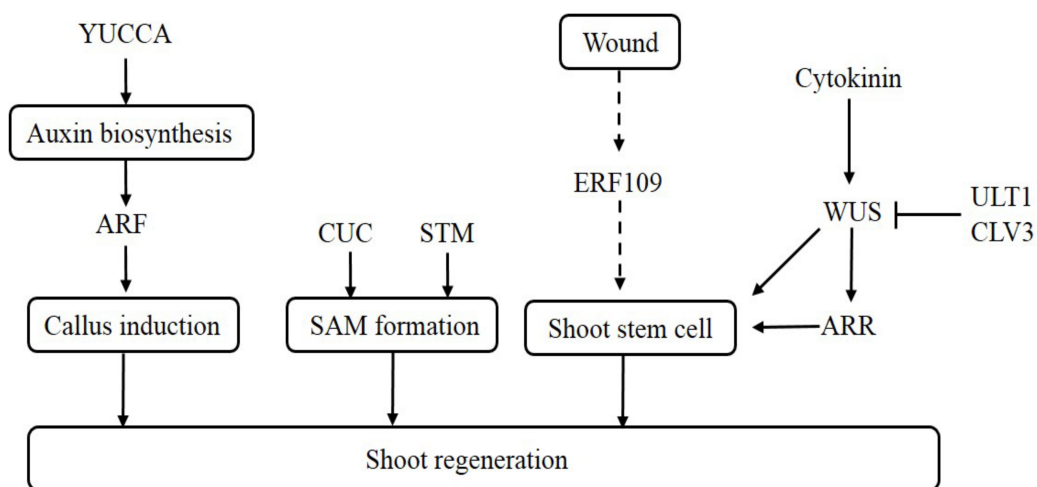 YUCCA
Auxin biosynthesis
ARF
Callus induction
CUC
STM
SAM formation
Wound
ERF109
Shoot stem cell
Cytokinin
WUS
ULT1
CLV3
ARR
Shoot regeneration